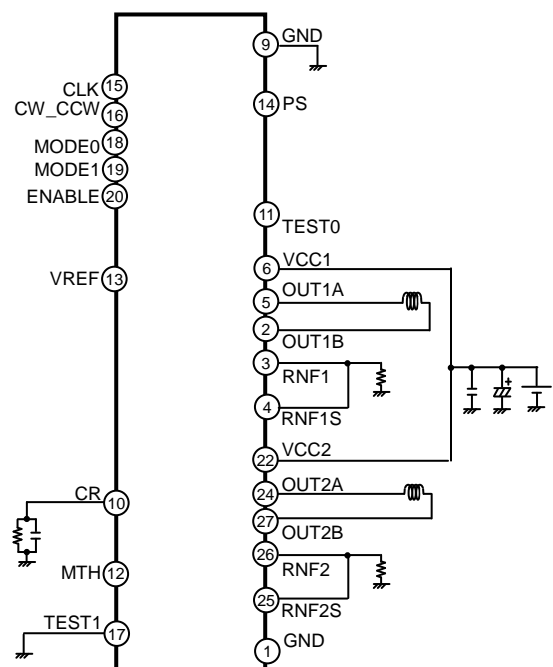 9 GND
15 CLK
14 PS
16 CW_CCW
18 MODE0
19 MODE1
20 ENABLE
11 TEST0
6 VCC1
13 VREF
5 OUT1A
2 OUT1B
3 RNF1
4 RNF1S
+
22 VCC2
24 OUT2A
10 CR
27 OUT2B
26 RNF2
12 MTH
25 RNF2S
17 TEST1
1 GND